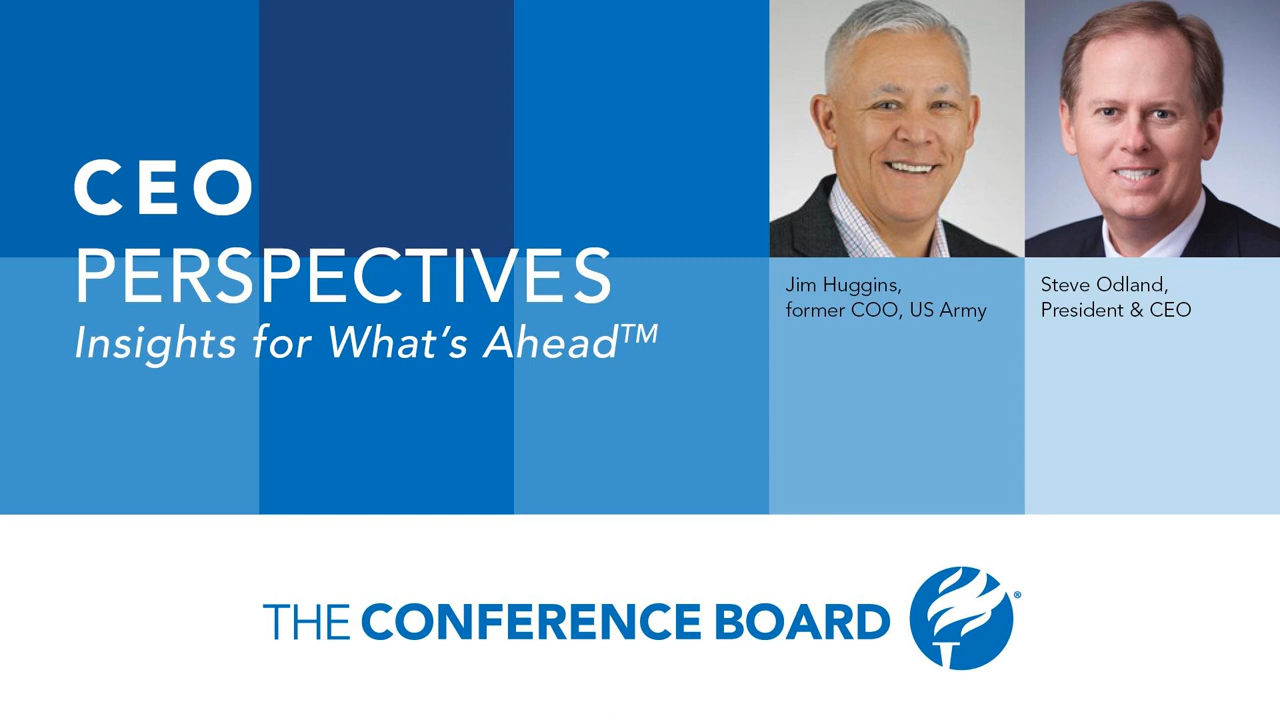 CEO
PERSPECTIVES
Insights for What's Ahead™
Jim Huggins,
former COO, US Army
Steve Odland,
President & CEO
THE CONFERENCE BOARD ®